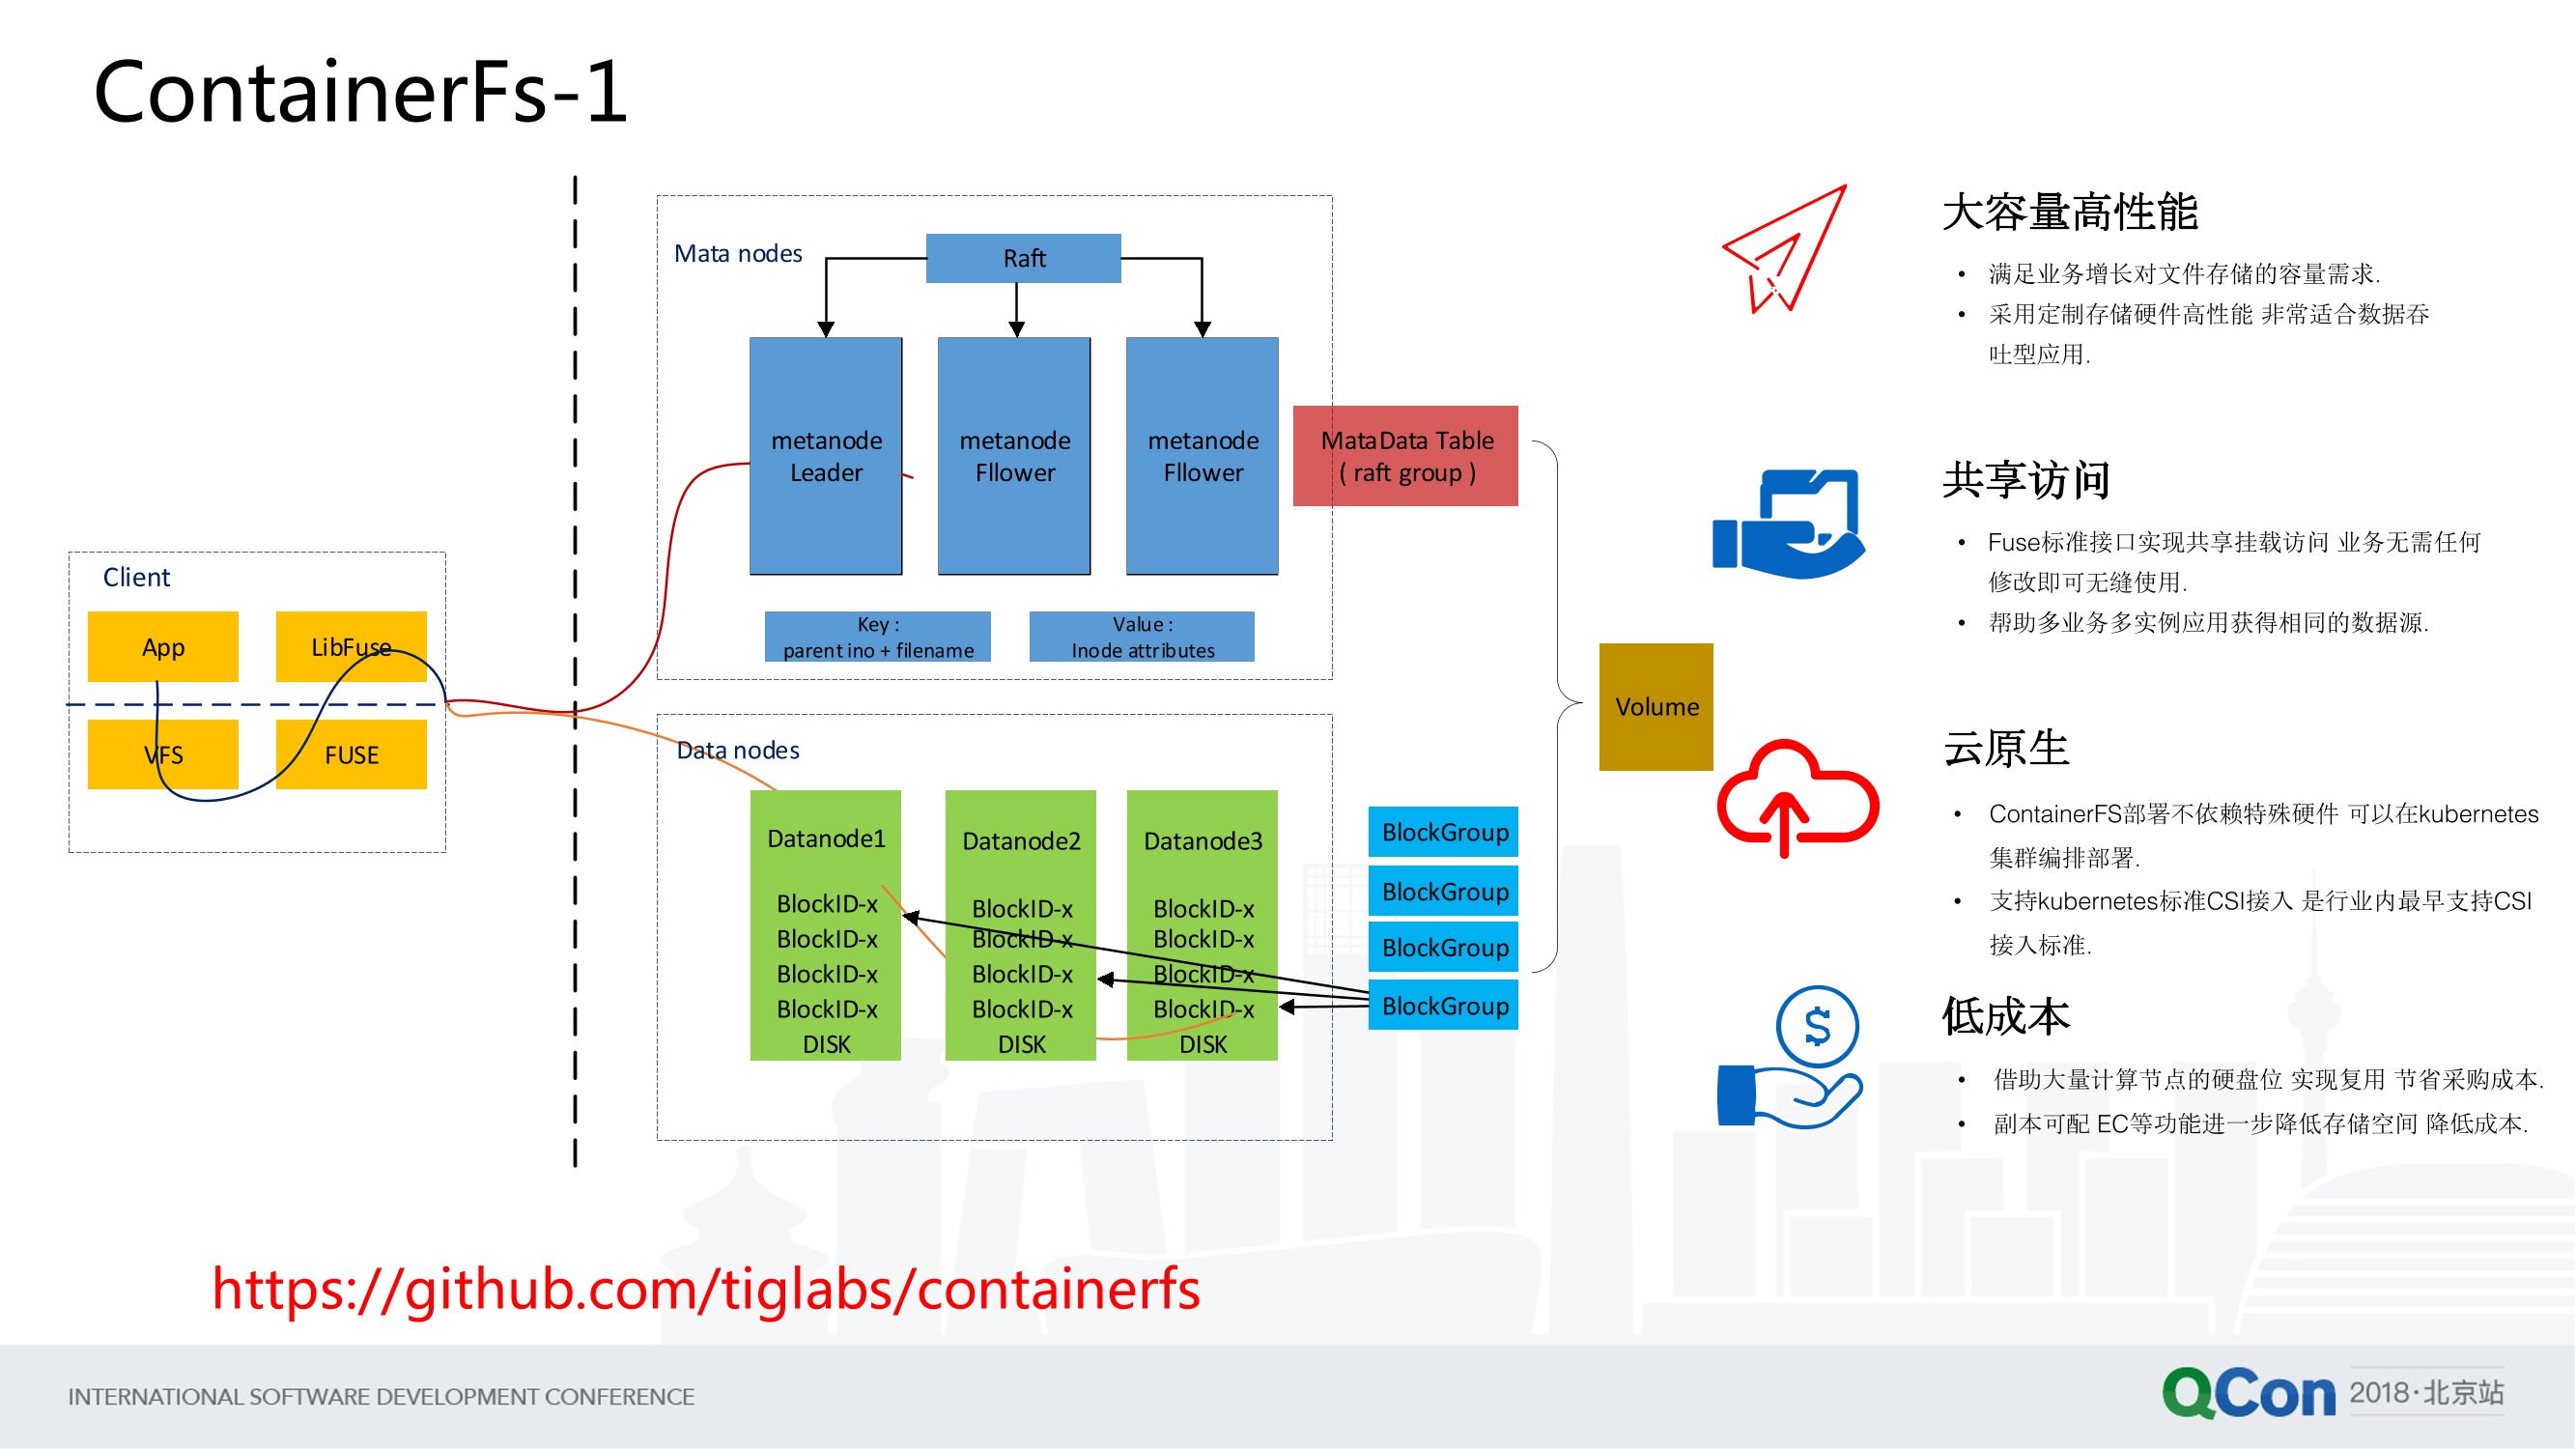 ContainerFs-1
Client
App
LibFuse
VFS
FUSE
Mata nodes
Raft
metanode
Leader
metanode
Fllower
metanode
Fllower
MataData Table
( raft group )
Key :
parent ino + filename
Value :
Inode attributes
Data nodes
Datanode1
BlockID-x
BlockID-x
BlockID-x
BlockID-x
DISK
Datanode2
BlockID-x
BlockID-x
BlockID-x
BlockID-x
DISK
Datanode3
BlockID-x
BlockID-x
BlockID-x
BlockID-x
DISK
BlockGroup
BlockGroup
BlockGroup
BlockGroup
Volume
大容量高性能
• 满足业务增长对文件存储的容量需求.
• 采用定制存储硬件高性能 非常适合数据吞
吐型应用.
共享访问
• Fuse标准接口实现共享挂载访问 业务无需任何
修改即可无缝使用.
• 帮助多业务多实例应用获得相同的数据源.
云原生
• ContainerFS部署不依赖特殊硬件 可以在kubernetes
集群编排部署.
• 支持kubernetes标准CSI接入 是行业内最早支持CSI
接入标准.
$
低成本
• 借助大量计算节点的硬盘位 实现复用 节省采购成本.
• 副本可配 EC等功能进一步降低存储空间 降低成本.
https://github.com/tiglabs/containerfs
INTERNATIONAL SOFTWARE DEVELOPMENT CONFERENCE
QCon 2018·北京站